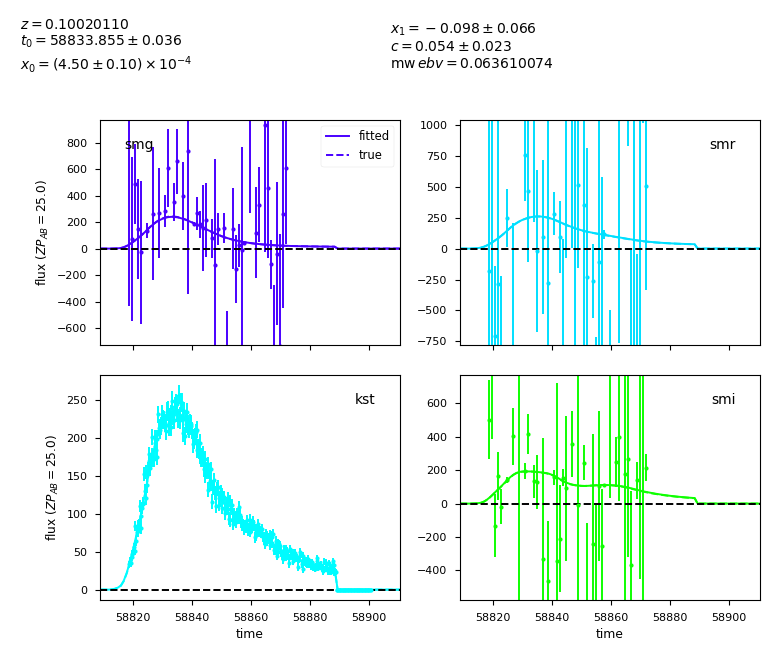 z = 0.10020110
t₀ = 58833.855 ± 0.036
x₀ = (4.50 ± 0.10) × 10⁻⁴
x₁ = −0.098 ± 0.066
c = 0.054 ± 0.023
mw ebv = 0.063610074
smg
fitted
true
800
600
400
200
0
−200
−400
−600
flux (ZP_AB = 25.0)
smr
1000
750
500
250
0
−250
−500
−750
kst
250
200
150
100
50
0
flux (ZP_AB = 25.0)
58820 58840 58860 58880 58900
time
smi
600
400
200
0
−200
−400
58820 58840 58860 58880 58900
time